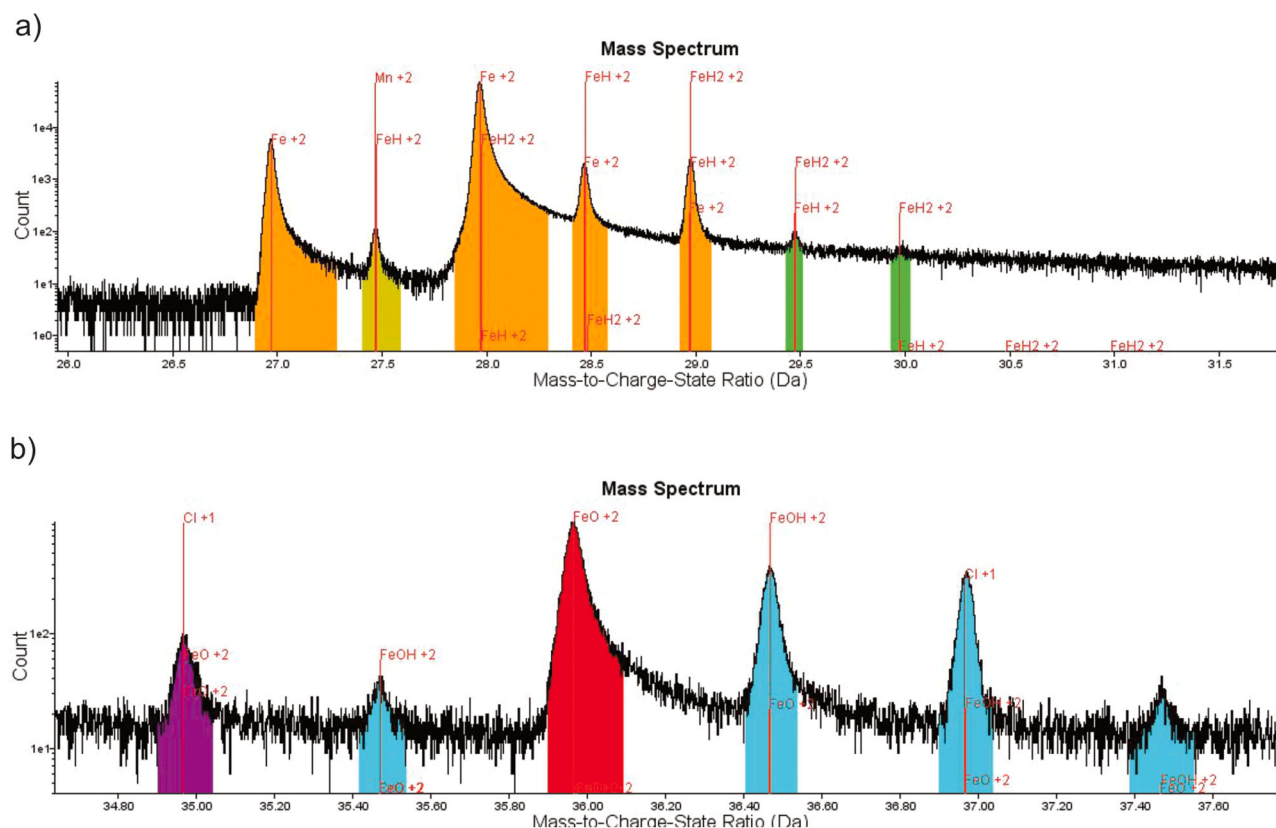 a)
Mass Spectrum
Mn +2
Fe +2
FeH +2
FeH2 +2
Fe +2
FeH +2
FeH2 +2
Fe +2
FeH +2
FeH2 +2
Fe +2
FeH +2
FeH2 +2
FeH2 +2
FeH +2
FeH +2
FeH2 +2
FeH2 +2
1e4
1e3
1e2
1e1
1e0
Count
26.0 26.5 27.0 27.5 28.0 28.5 29.0 29.5 30.0 30.5 31.0 31.5
Mass-to-Charge-State Ratio (Da)
b)
Mass Spectrum
Cl +1
FeO +2
FeOH +2
Cl +1
FeOH +2
FeO +2
FeOH +2
FeO +2
FeOH +2
FeO +2
1e2
1e1
Count
34.80 35.00 35.20 35.40 35.60 35.80 36.00 36.20 36.40 36.60 36.80 37.00 37.20 37.40 37.60
Mass-to-Charge-State Ratio (Da)